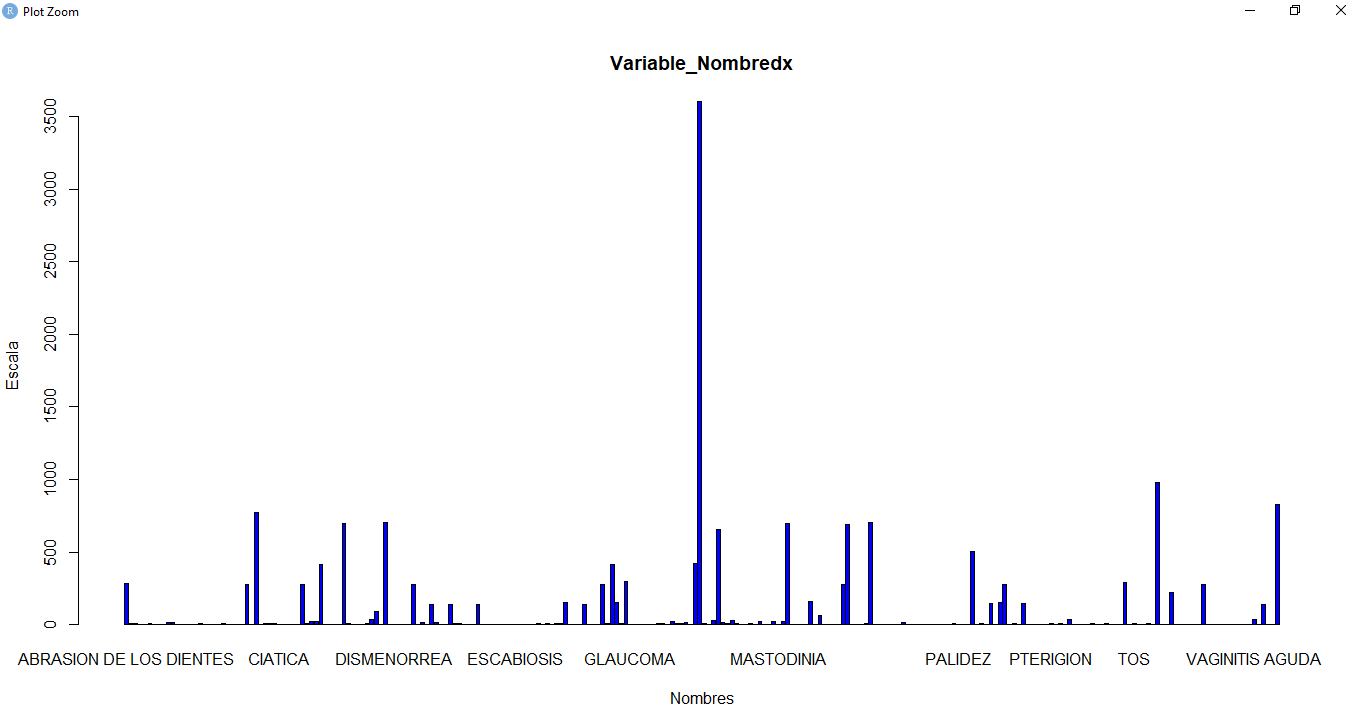 R Plot Zoom
Variable_Nombredx
3500
3000
2500
2000
1500
1000
500
0
Escala
ABRASION DE LOS DIENTES CIATICA DISMENORREA ESCABIOSIS GLAUCOMA MASTODINIA PALIDEZ PTERIGION TOS VAGINITIS AGUDA
Nombres